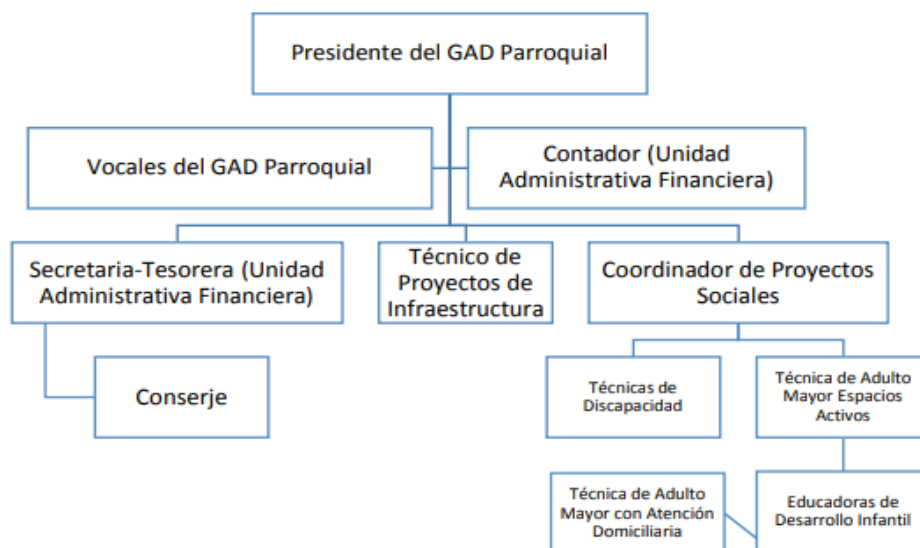 Presidente del GAD Parroquial
Vocales del GAD Parroquial
Contador (Unidad
Administrativa Financiera)
Secretaria-Tesorera (Unidad
Administrativa Financiera)
Técnico de
Proyectos de
Infraestructura
Coordinador de Proyectos
Sociales
Conserje
Técnicas de
Discapacidad
Técnica de Adulto
Mayor Espacios
Activos
Técnica de Adulto
Mayor con Atención
Domiciliaria
Educadoras de
Desarrollo Infantil